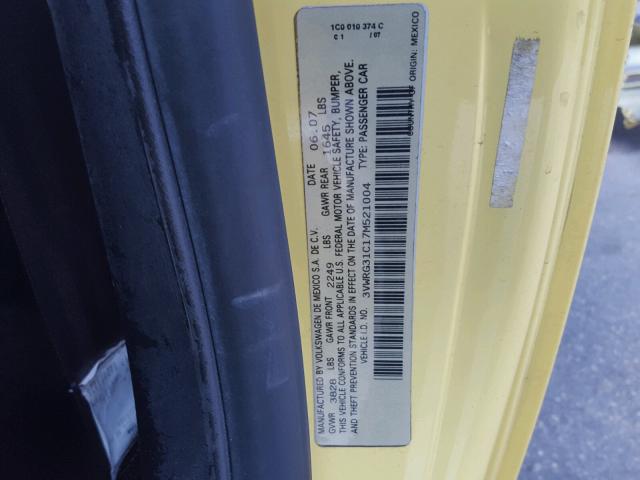 MANUFACTURED BY VOLKSWAGEN DE MEXICO S.A. DE C.V. DATE 06.07 1C0 010 374 C
GVWR 3828 LBS GAWR FRONT 2249 LBS GAWR REAR 1645 LBS C 1 / 07
THIS VEHICLE CONFORMS TO ALL APPLICABLE U.S. FEDERAL MOTOR VEHICLE SAFETY, BUMPER,
AND THEFT PREVENTION STANDARDS IN EFFECT ON THE DATE OF MANUFACTURE SHOWN ABOVE.
VEHICLE I.D. NO. 3VWRG31C17M521004 TYPE: PASSENGER CAR
COUNTRY OF ORIGIN: MEXICO